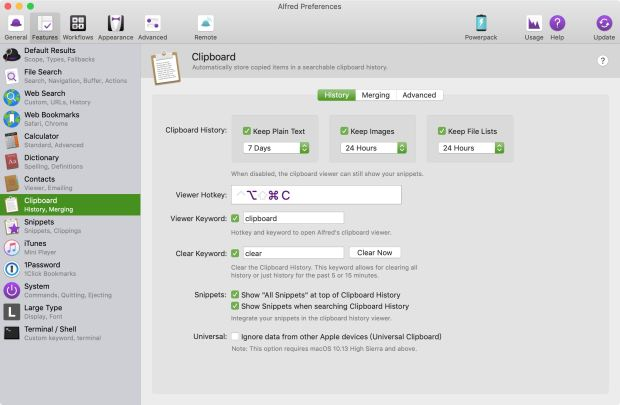 Alfred Preferences
General
Features
Workflows
Appearance
Advanced
Remote
Powerpack
Usage
Help
Update
Default Results
Scope, Types, Fallbacks
File Search
Search, Navigation, Buffer, Actions
Web Search
Custom, URLs, History
Web Bookmarks
Safari, Chrome
Calculator
Standard, Advanced
Dictionary
Spelling, Definitions
Contacts
Viewer, Emailing
Clipboard
History, Merging
Snippets
Snippets, Clippings
iTunes
Mini Player
1Password
1Click Bookmarks
System
Commands, Quitting, Ejecting
Large Type
Display, Font
Terminal / Shell
Custom keyword, terminal
Clipboard
Automatically store copied items in a searchable clipboard history.
?
History
Merging
Advanced
Clipboard History:
Keep Plain Text
7 Days
Keep Images
24 Hours
Keep File Lists
24 Hours
When disabled, the clipboard viewer can still show your snippets.
Viewer Hotkey:
^⌥⇧⌘ C
Viewer Keyword:
clipboard
Hotkey and keyword to open Alfred's clipboard viewer.
Clear Keyword:
clear
Clear Now
Clear the Clipboard History. This keyword allows for clearing all
history or just history for the past 5 or 15 minutes.
Snippets:
Show "All Snippets" at top of Clipboard History
Show Snippets when searching Clipboard History
Integrate your snippets in the clipboard history viewer.
Universal:
Ignore data from other Apple devices (Universal Clipboard)
Note: This option requires macOS 10.13 High Sierra and above.